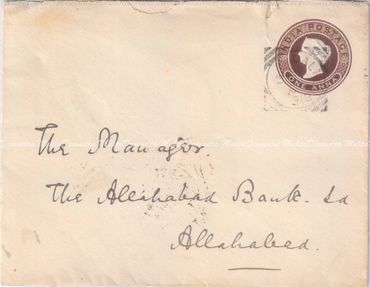 INDIA POSTAGE
ONE ANNA
The Manager.
The Allahabad Bank. Ld
Allahabad.